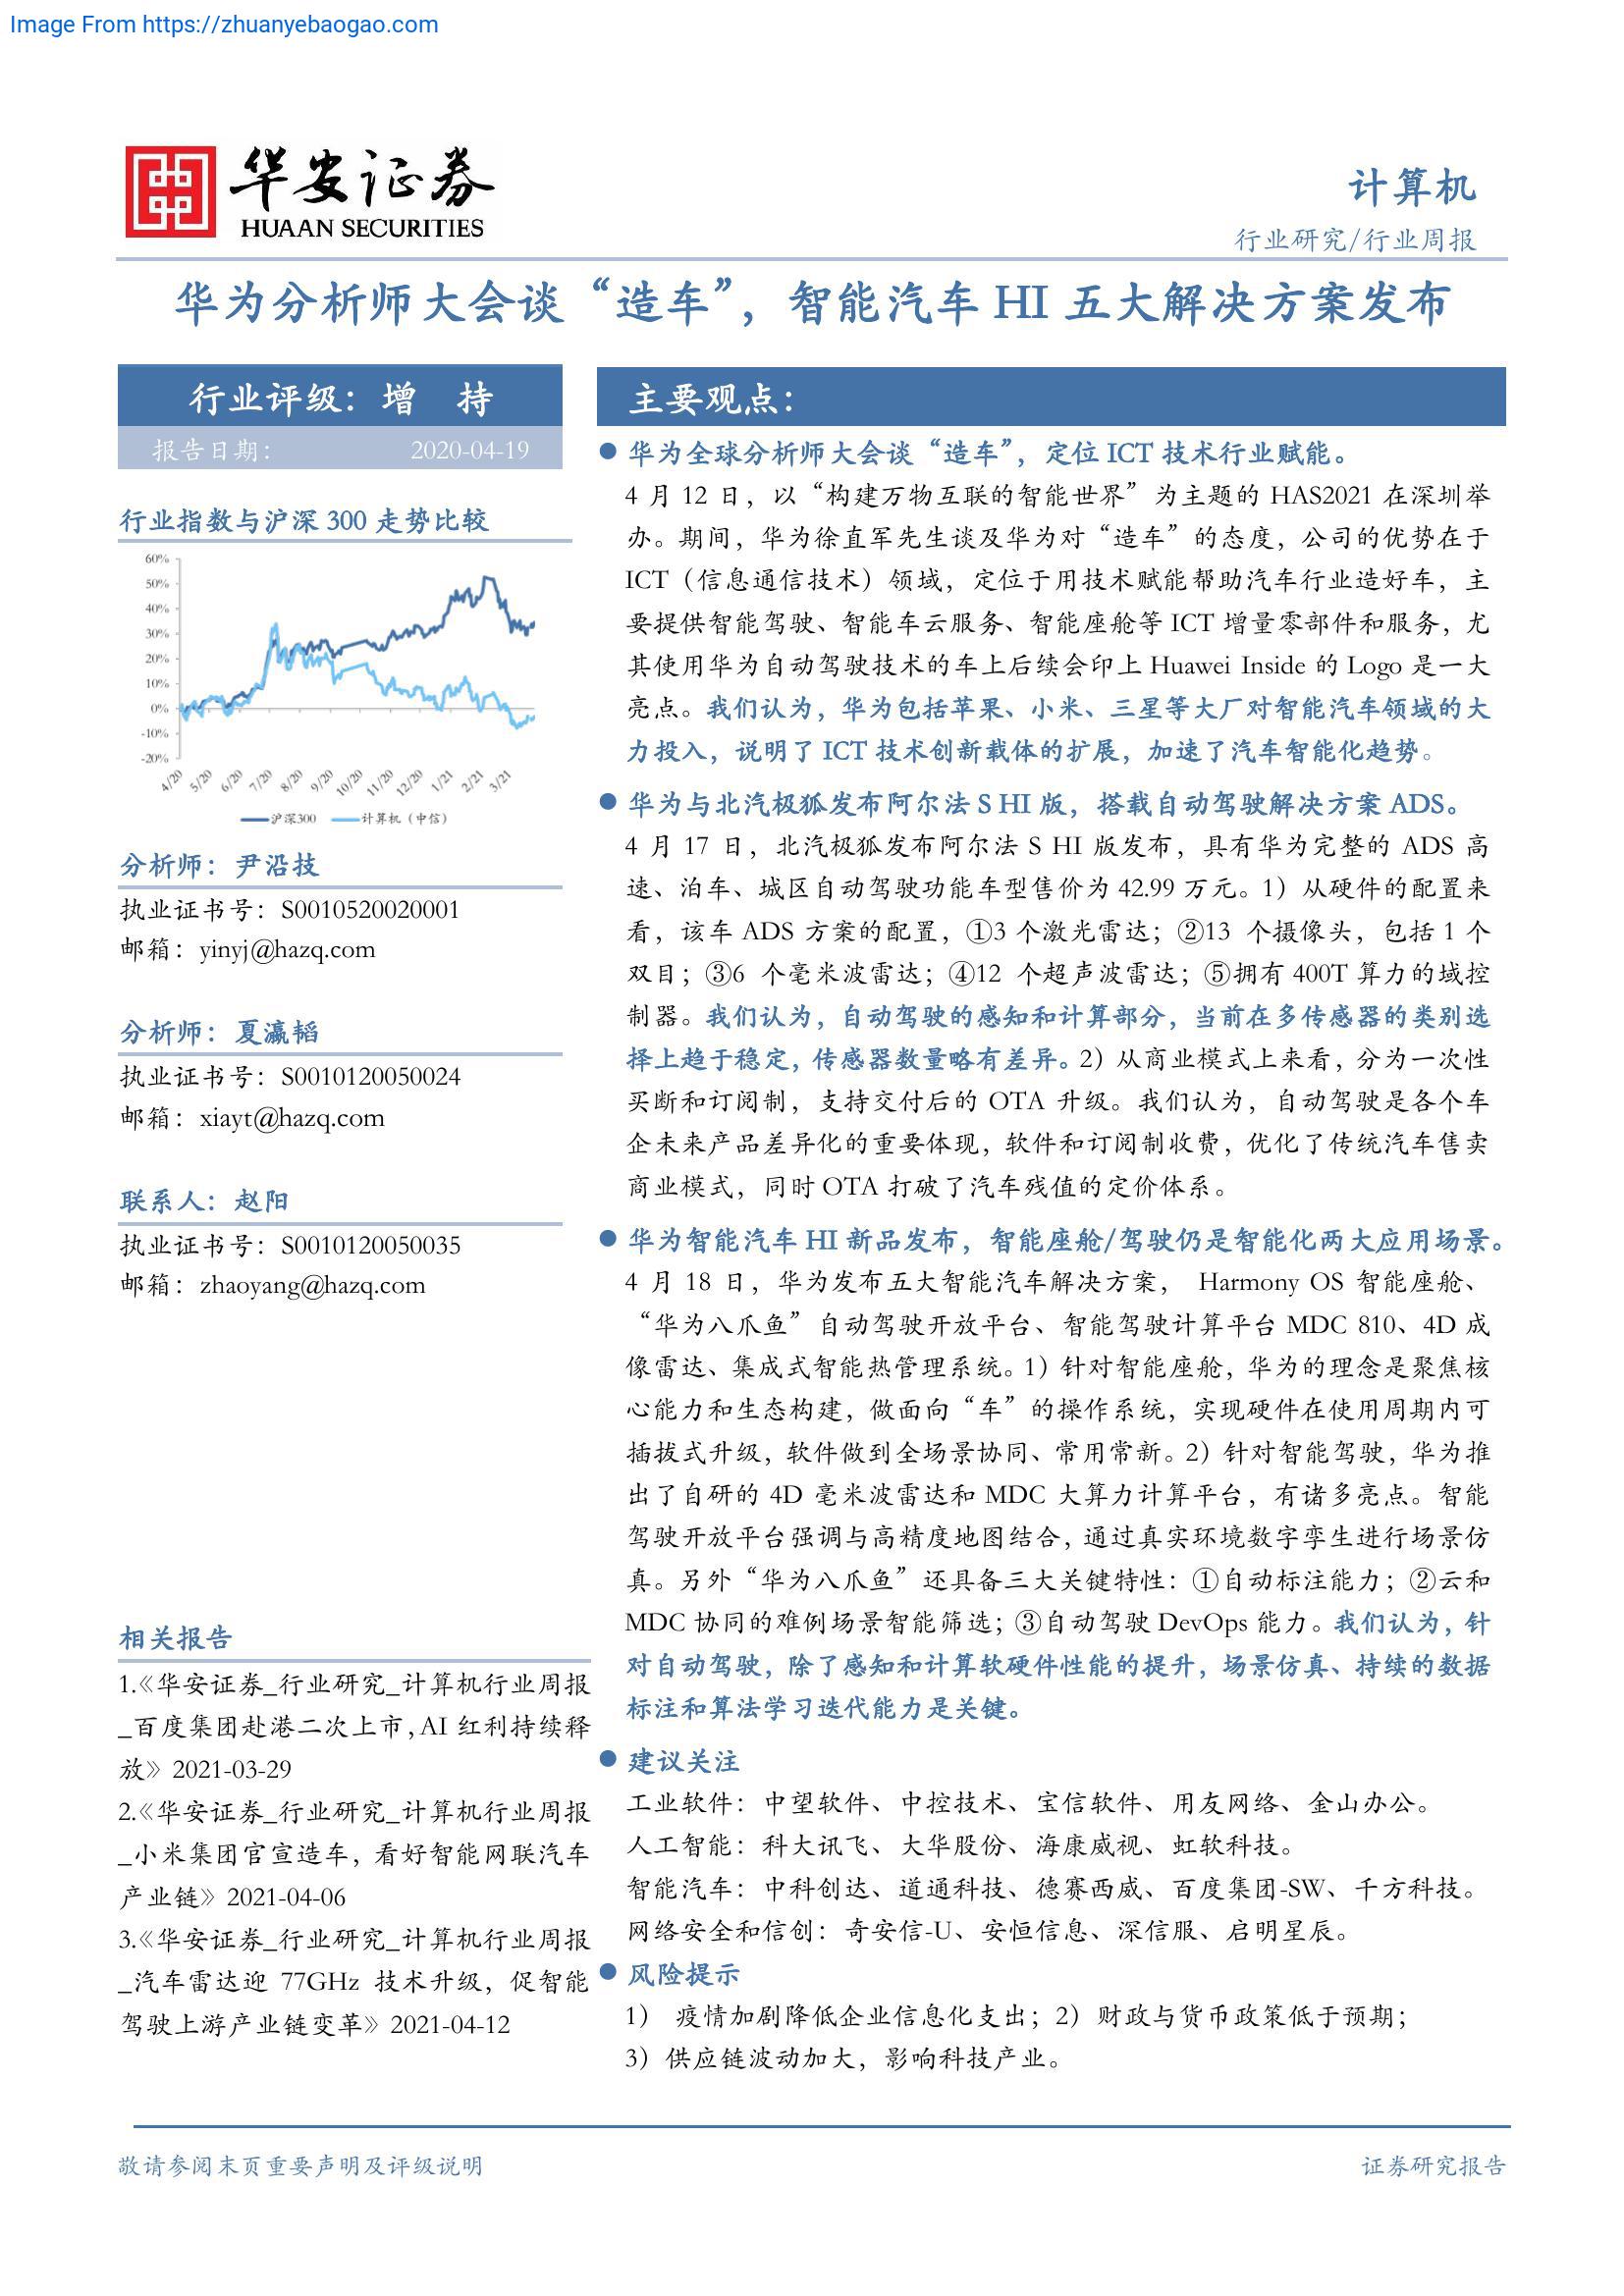 Image From https://zhuanyebaogao.com
华安证券
HUAAN SECURITIES
计算机
行业研究/行业周报
华为分析师大会谈“造车”，智能汽车 HI 五大解决方案发布
行业评级：增 持
报告日期： 2020-04-19
行业指数与沪深 300 走势比较
60%
50%
40%
30%
20%
10%
0%
-10%
-20%
4/20 5/20 6/20 7/20 8/20 9/20 10/20 11/20 12/20 1/21 2/21 3/21
沪深300 计算机（中信）
分析师：尹沿技
执业证书号：S0010520020001
邮箱：yinyj@hazq.com
分析师：夏瀛韬
执业证书号：S0010120050024
邮箱：xiayt@hazq.com
联系人：赵阳
执业证书号：S0010120050035
邮箱：zhaoyang@hazq.com
相关报告
1.《华安证券_行业研究_计算机行业周报
_百度集团赴港二次上市,AI 红利持续释
放》2021-03-29
2.《华安证券_行业研究_计算机行业周报
_小米集团官宣造车，看好智能网联汽车
产业链》2021-04-06
3.《华安证券_行业研究_计算机行业周报
_汽车雷达迎 77GHz 技术升级，促智能
驾驶上游产业链变革》2021-04-12
主要观点：
● 华为全球分析师大会谈“造车”，定位 ICT 技术行业赋能。
4 月 12 日，以“构建万物互联的智能世界”为主题的 HAS2021 在深圳举
办。期间，华为徐直军先生谈及华为对“造车”的态度，公司的优势在于
ICT（信息通信技术）领域，定位于用技术赋能帮助汽车行业造好车，主
要提供智能驾驶、智能车云服务、智能座舱等 ICT 增量零部件和服务，尤
其使用华为自动驾驶技术的车上后续会印上 Huawei Inside 的 Logo 是一大
亮点。我们认为，华为包括苹果、小米、三星等大厂对智能汽车领域的大
力投入，说明了 ICT 技术创新载体的扩展，加速了汽车智能化趋势。
● 华为与北汽极狐发布阿尔法 S HI 版，搭载自动驾驶解决方案 ADS。
4 月 17 日，北汽极狐发布阿尔法 S HI 版发布，具有华为完整的 ADS 高
速、泊车、城区自动驾驶功能车型售价为 42.99 万元。1）从硬件的配置来
看，该车 ADS 方案的配置，①3 个激光雷达；②13 个摄像头，包括 1 个
双目；③6 个毫米波雷达；④12 个超声波雷达；⑤拥有 400T 算力的域控
制器。我们认为，自动驾驶的感知和计算部分，当前在多传感器的类别选
择上趋于稳定，传感器数量略有差异。2）从商业模式上来看，分为一次性
买断和订阅制，支持交付后的 OTA 升级。我们认为，自动驾驶是各个车
企未来产品差异化的重要体现，软件和订阅制收费，优化了传统汽车售卖
商业模式，同时 OTA 打破了汽车残值的定价体系。
● 华为智能汽车 HI 新品发布，智能座舱/驾驶仍是智能化两大应用场景。
4 月 18 日，华为发布五大智能汽车解决方案， Harmony OS 智能座舱、
“华为八爪鱼”自动驾驶开放平台、智能驾驶计算平台 MDC 810、4D 成
像雷达、集成式智能热管理系统。1）针对智能座舱，华为的理念是聚焦核
心能力和生态构建，做面向“车”的操作系统，实现硬件在使用周期内可
插拔式升级，软件做到全场景协同、常用常新。2）针对智能驾驶，华为推
出了自研的 4D 毫米波雷达和 MDC 大算力计算平台，有诸多亮点。智能
驾驶开放平台强调与高精度地图结合，通过真实环境数字孪生进行场景仿
真。另外“华为八爪鱼”还具备三大关键特性：①自动标注能力；②云和
MDC 协同的难例场景智能筛选；③自动驾驶 DevOps 能力。我们认为，针
对自动驾驶，除了感知和计算软硬件性能的提升，场景仿真、持续的数据
标注和算法学习迭代能力是关键。
● 建议关注
工业软件：中望软件、中控技术、宝信软件、用友网络、金山办公。
人工智能：科大讯飞、大华股份、海康威视、虹软科技。
智能汽车：中科创达、道通科技、德赛西威、百度集团-SW、千方科技。
网络安全和信创：奇安信-U、安恒信息、深信服、启明星辰。
● 风险提示
1） 疫情加剧降低企业信息化支出；2）财政与货币政策低于预期；
3）供应链波动加大，影响科技产业。
敬请参阅末页重要声明及评级说明
证券研究报告